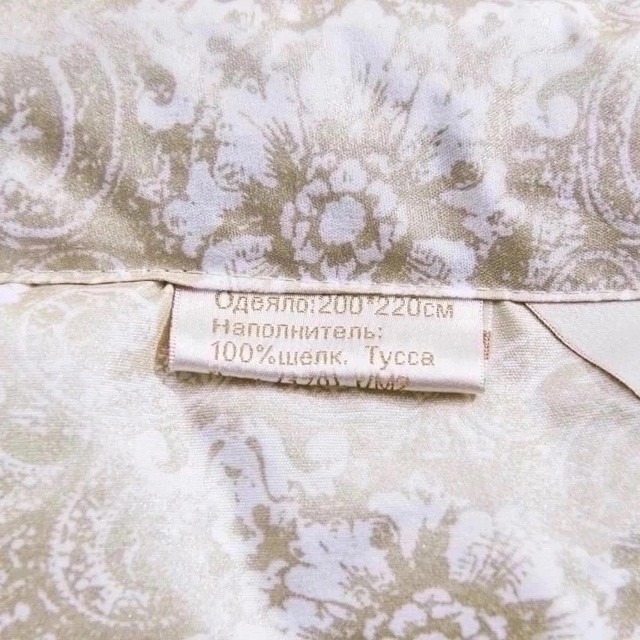 Одеяло:200*220см
Наполнитель:
100%шелк. Тусса